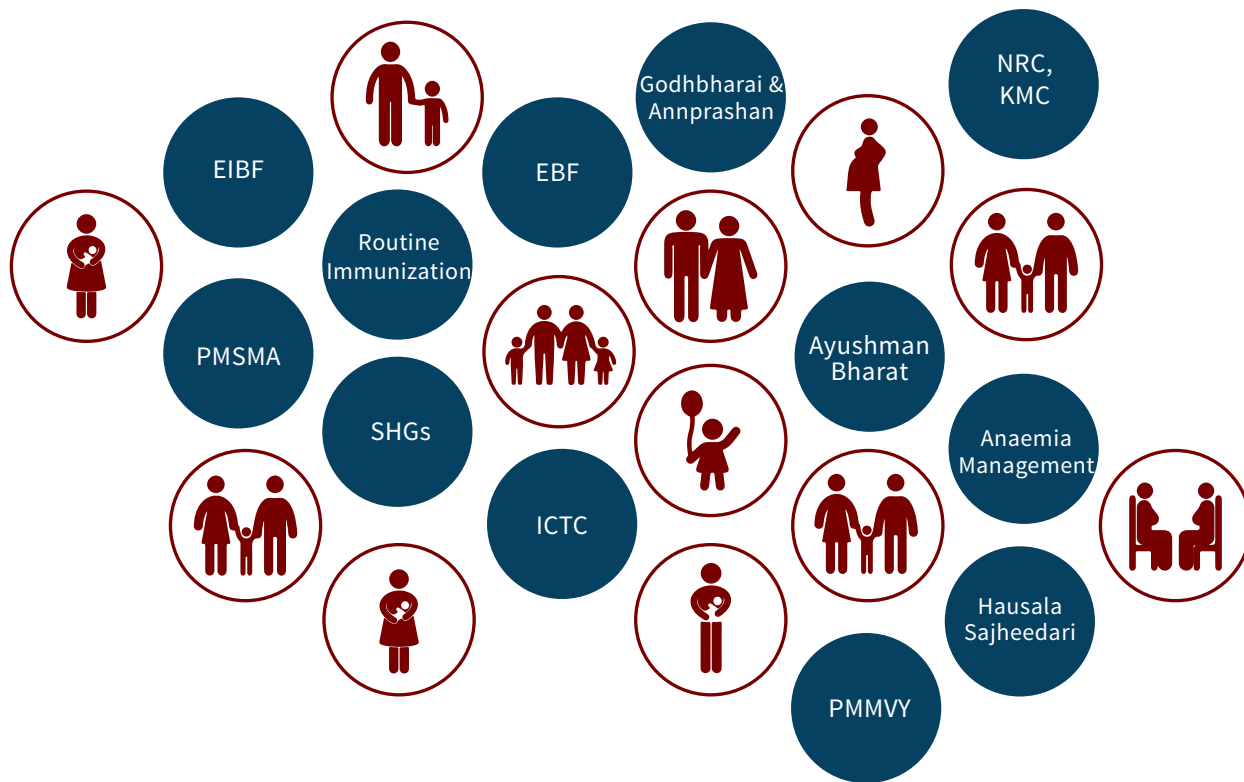 Godhbharai &
Annprashan
NRC,
KMC
EIBF
EBF
Routine
Immunization
PMSMA
Ayushman
Bharat
SHGs
Anaemia
Management
ICTC
Hausala
Sajheedari
PMMVY